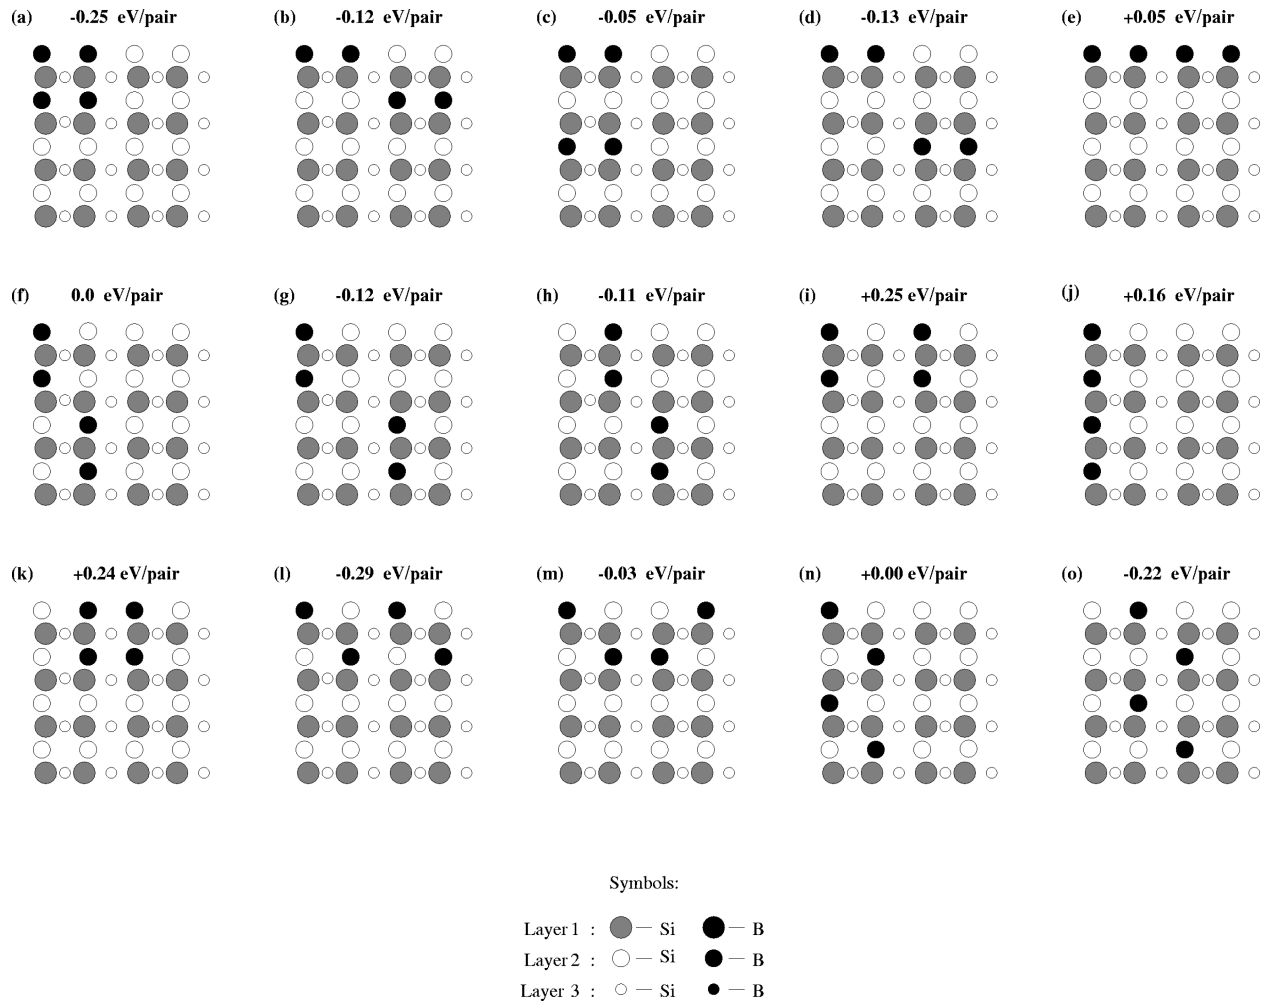 (a) -0.25 eV/pair (b) -0.12 eV/pair (c) -0.05 eV/pair (d) -0.13 eV/pair (e) +0.05 eV/pair
(f) 0.0 eV/pair (g) -0.12 eV/pair (h) -0.11 eV/pair (i) +0.25 eV/pair (j) +0.16 eV/pair
(k) +0.24 eV/pair (l) -0.29 eV/pair (m) -0.03 eV/pair (n) +0.00 eV/pair (o) -0.22 eV/pair
Symbols:
Layer 1 : — Si — B
Layer 2 : — Si — B
Layer 3 : — Si — B